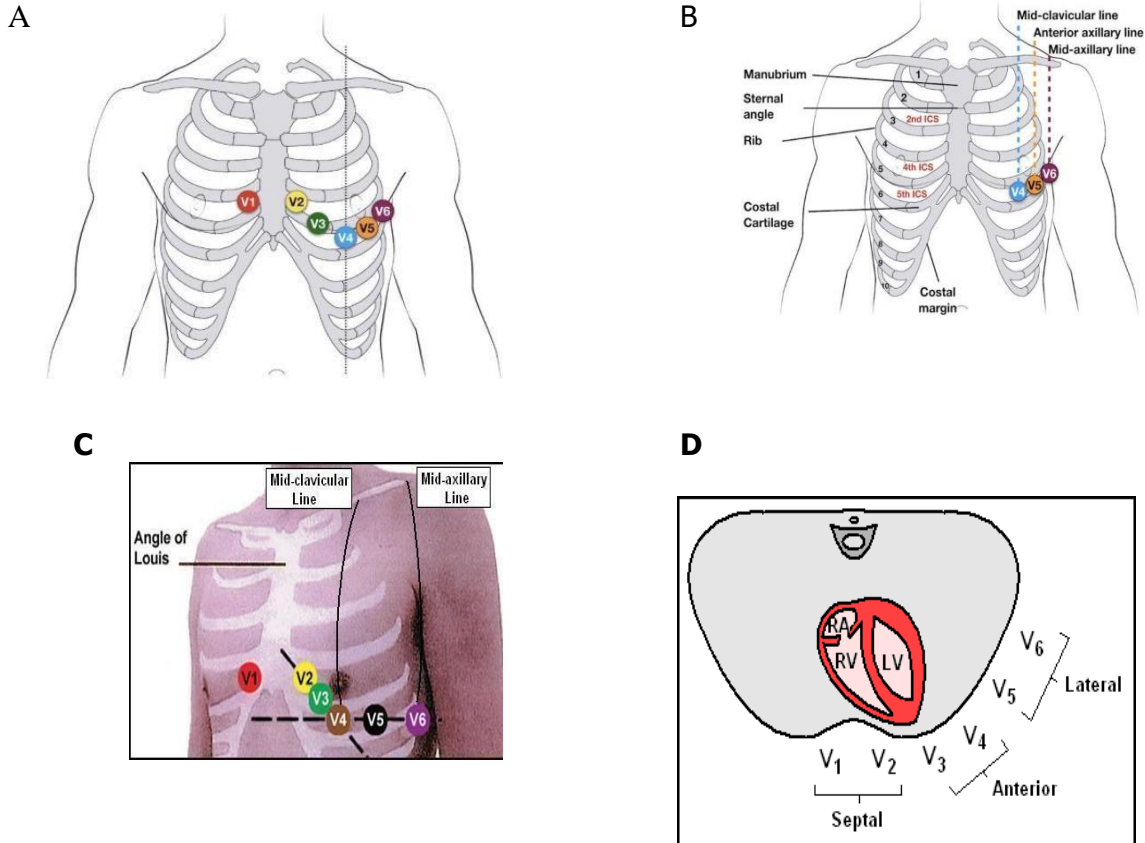 A
V1
V2
V3
V4
V5
V6
B
Mid-clavicular line
Anterior axillary line
Mid-axillary line
Manubrium
Sternal
angle
Rib
Costal
Cartilage
Costal
margin
1
2
3
2nd ICS
4
5
4th ICS
6
5th ICS
7
8
9
10
V4
V5
V6
C
Mid-clavicular
Line
Mid-axillary
Line
Angle of
Louis
V1
V2
V3
V4
V5
V6
D
RA
RV
LV
V6
V5
Lateral
V4
V3
Anterior
V1
V2
Septal